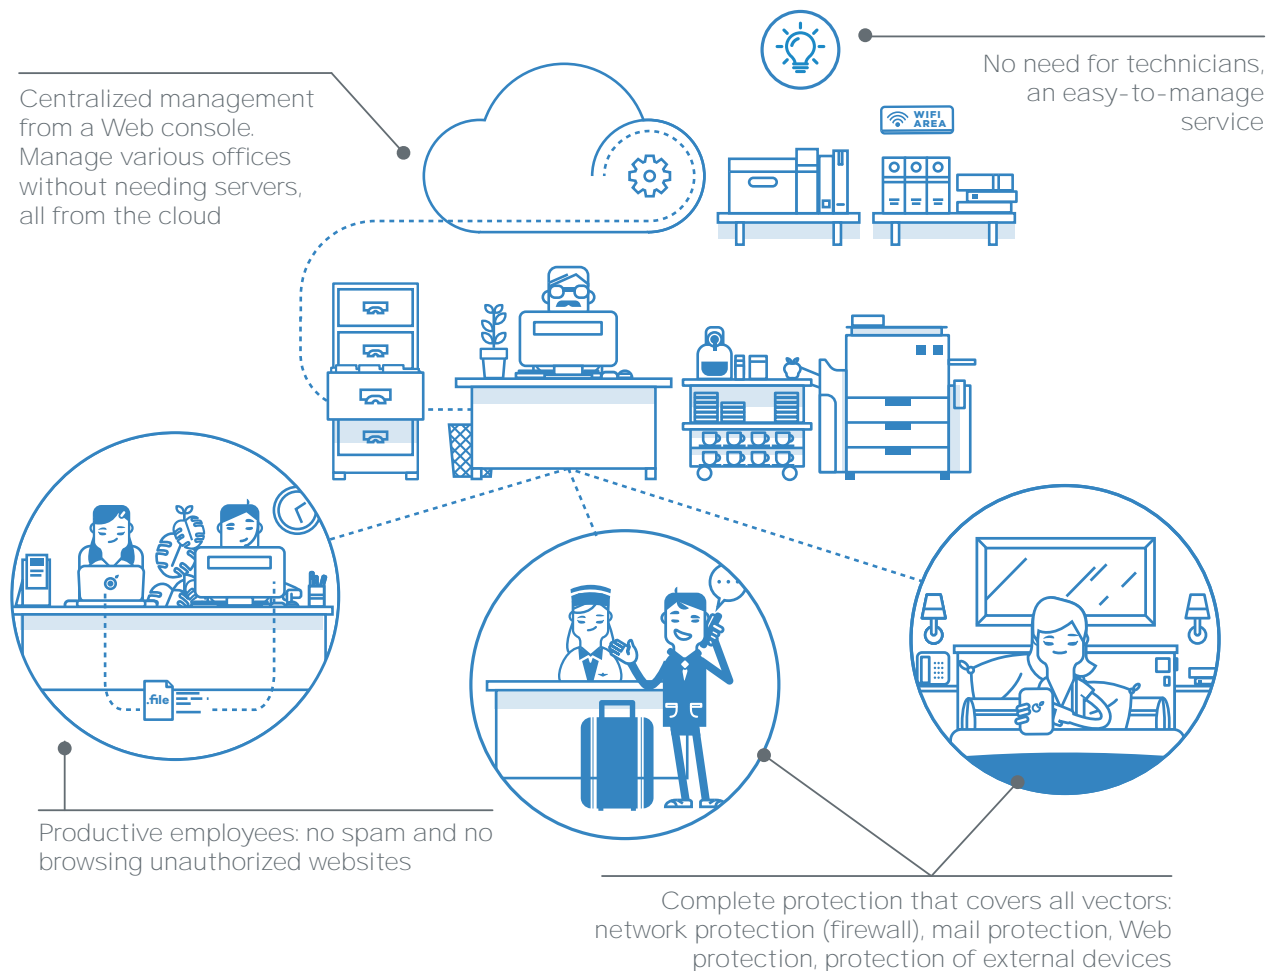 No need for technicians,
an easy-to-manage
service
Centralized management
from a Web console.
Manage various offices
without needing servers,
all from the cloud
WIFI
AREA
.file
Productive employees: no spam and no
browsing unauthorized websites
Complete protection that covers all vectors:
network protection (firewall), mail protection, Web
protection, protection of external devices